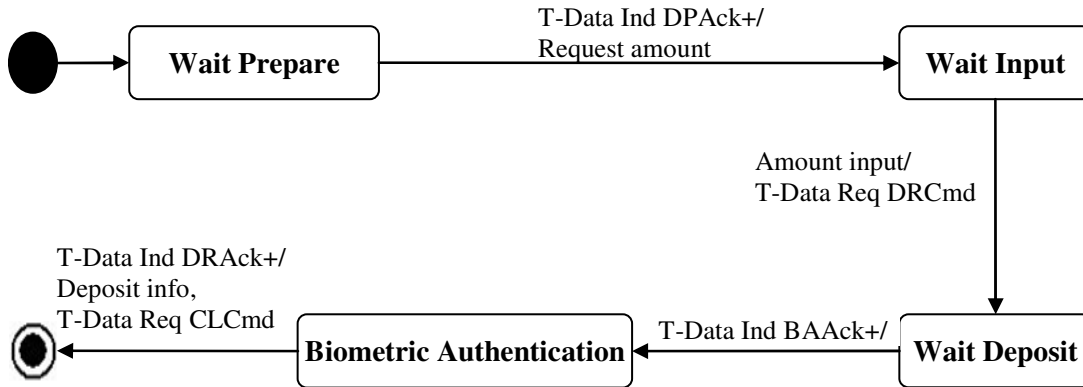 T-Data Ind DPAck+/
Request amount
Wait Prepare
Wait Input
Amount input/
T-Data Req DRCmd
T-Data Ind DRAck+/
Deposit info,
T-Data Req CLCmd
Biometric Authentication
T-Data Ind BAAck+/
Wait Deposit